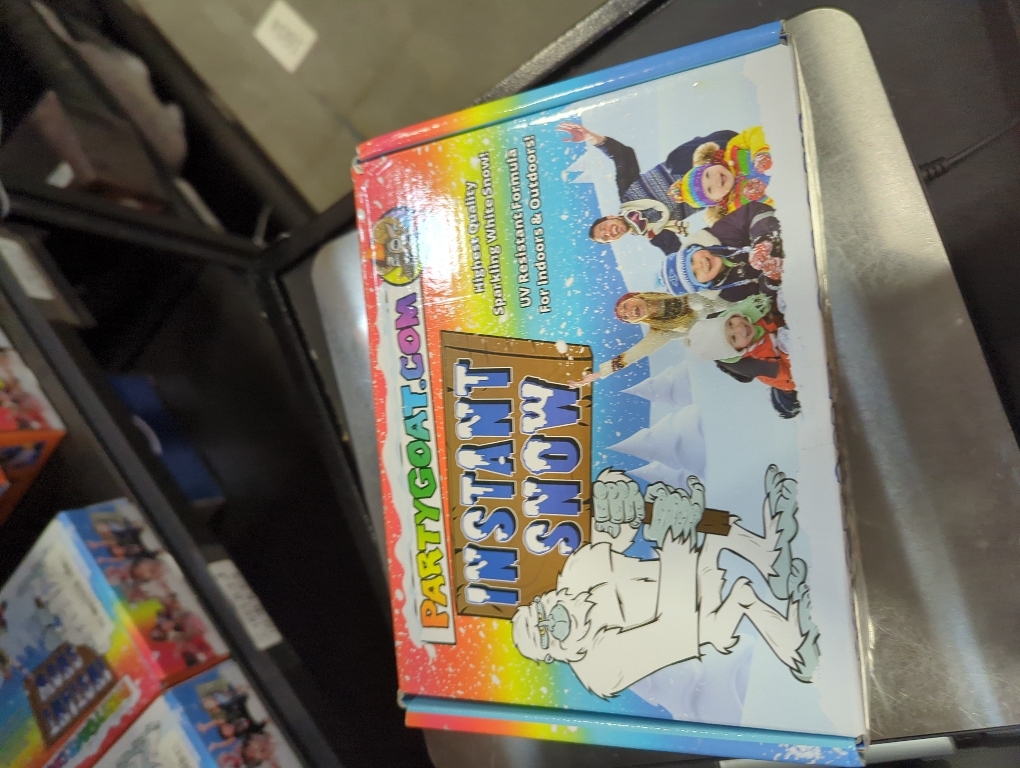 PARTYGOAT.COM
INSTANT
SNOW
Highest Quality
Sparkling White Snow!
UV Resistant Formula
For Indoors & Outdoors!